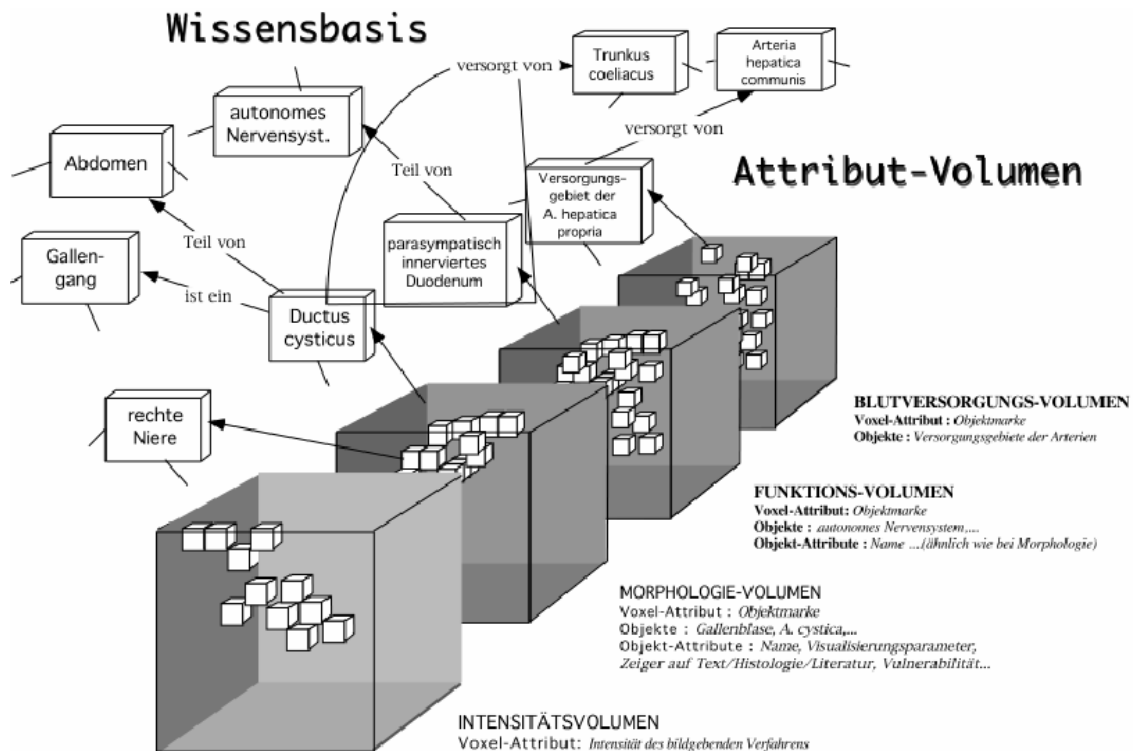 Wissensbasis
versorgt von
Trunkus
coeliacus
Arteria
hepatica
communis
autonomes
Nervensyst.
versorgt von
Abdomen
Attribut-Volumen
Teil von
Versorgungs-
gebiet der
A. hepatica
propria
parasympatisch
innerviertes
Duodenum
Teil von
Gallen-
gang
ist ein
Ductus
cysticus
rechte
Niere
BLUTVERSORGUNGS-VOLUMEN
Voxel-Attribut : Objektmarke
Objekte : Versorgungsgebiete der Arterien
FUNKTIONS-VOLUMEN
Voxel-Attribut: Objektmarke
Objekte : autonomes Nervensystem,....
Objekt-Attribute : Name ....(ähnlich wie bei Morphologie)
MORPHOLOGIE-VOLUMEN
Voxel-Attribut : Objektmarke
Objekte : Gallenblase, A. cystica,...
Objekt-Attribute : Name, Visualisierungsparameter,
Zeiger auf Text/Histologie/Literatur, Vulnerabilität...
INTENSITÄTSVOLUMEN
Voxel-Attribut: Intensität des bildgebenden Verfahrens